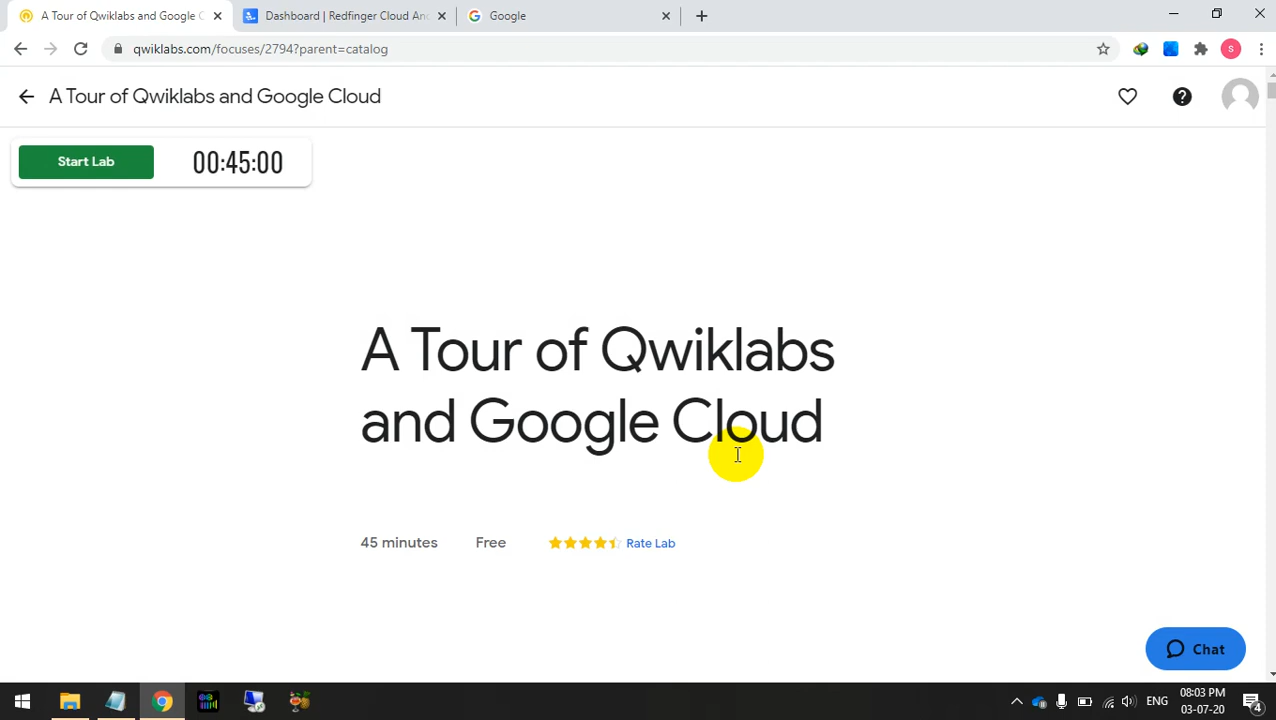 A Tour of Qwiklabs and Google C
Dashboard | Redfinger Cloud An
Google
qwiklabs.com/focuses/2794?parent=catalog
S
A Tour of Qwiklabs and Google Cloud
Start Lab
00:45:00
A Tour of Qwiklabs
and Google Cloud
45 minutes
Free
Rate Lab
Chat
ENG
08:03 PM
03-07-20
4